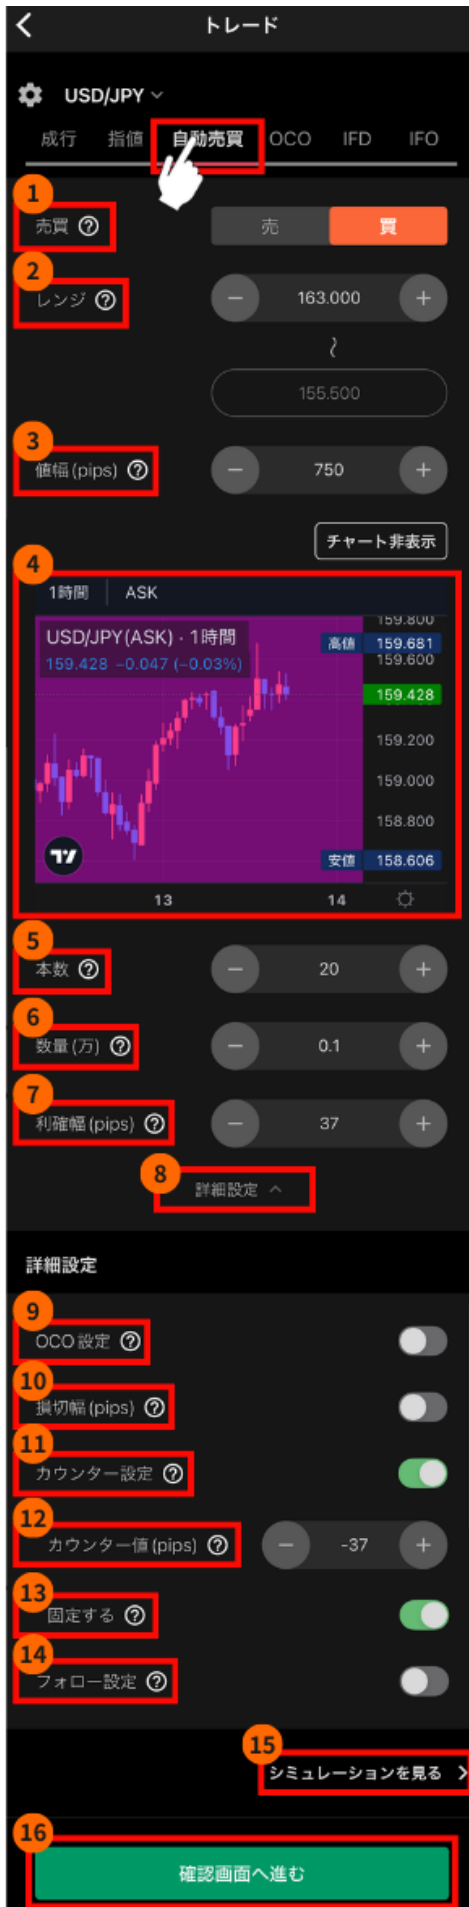 トレード
USD/JPY
成行 指値 自動売買 OCO IFD IFO
1
売買 ? 売 買
2
レンジ ? − 163.000 +
〜
155.500
3
値幅(pips) ? − 750 +
チャート非表示
4
1時間 ASK
159.800
USD/JPY(ASK)・1時間 高値 159.681
159.428 −0.047 (−0.03%) 159.600
159.428
159.200
159.000
158.800
安値 158.606
13 14
5
本数 ? − 20 +
6
数量(万) ? − 0.1 +
7
利確幅(pips) ? − 37 +
8
詳細設定
詳細設定
9
OCO設定 ?
10
損切幅(pips) ?
11
カウンター設定 ?
12
カウンター値(pips) ? − -37 +
13
固定する ?
14
フォロー設定 ?
15
シミュレーションを見る
16
確認画面へ進む